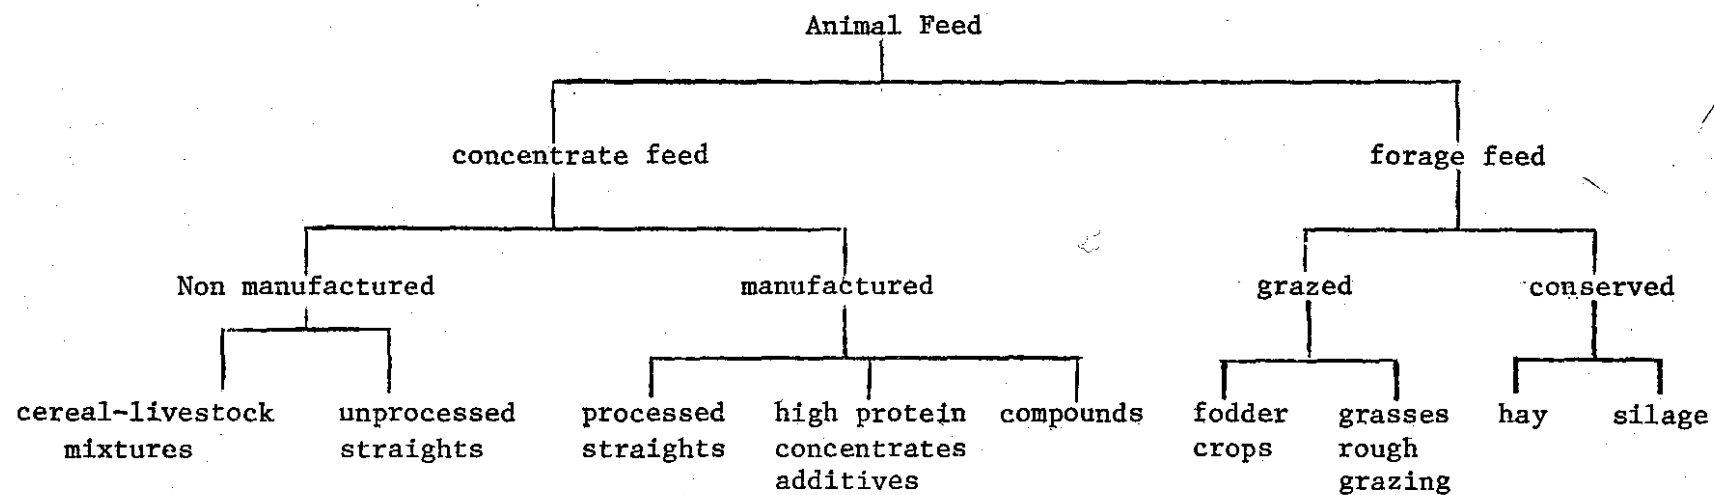 Animal Feed
concentrate feed
forage feed
Non manufactured
manufactured
grazed
conserved
cereal-livestock
mixtures
unprocessed
straights
processed
straights
high protein
concentrates
additives
compounds
fodder
crops
grasses
rough
grazing
hay
silage